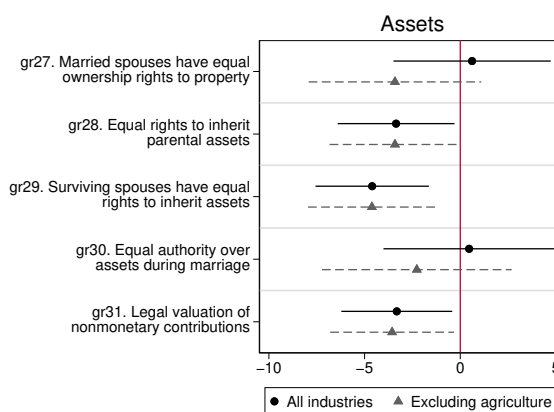 Assets
gr27. Married spouses have equal
ownership rights to property
gr28. Equal rights to inherit
parental assets
gr29. Surviving spouses have equal
rights to inherit assets
gr30. Equal authority over
assets during marriage
gr31. Legal valuation of
nonmonetary contributions
−10 −5 0 5
All industries Excluding agriculture